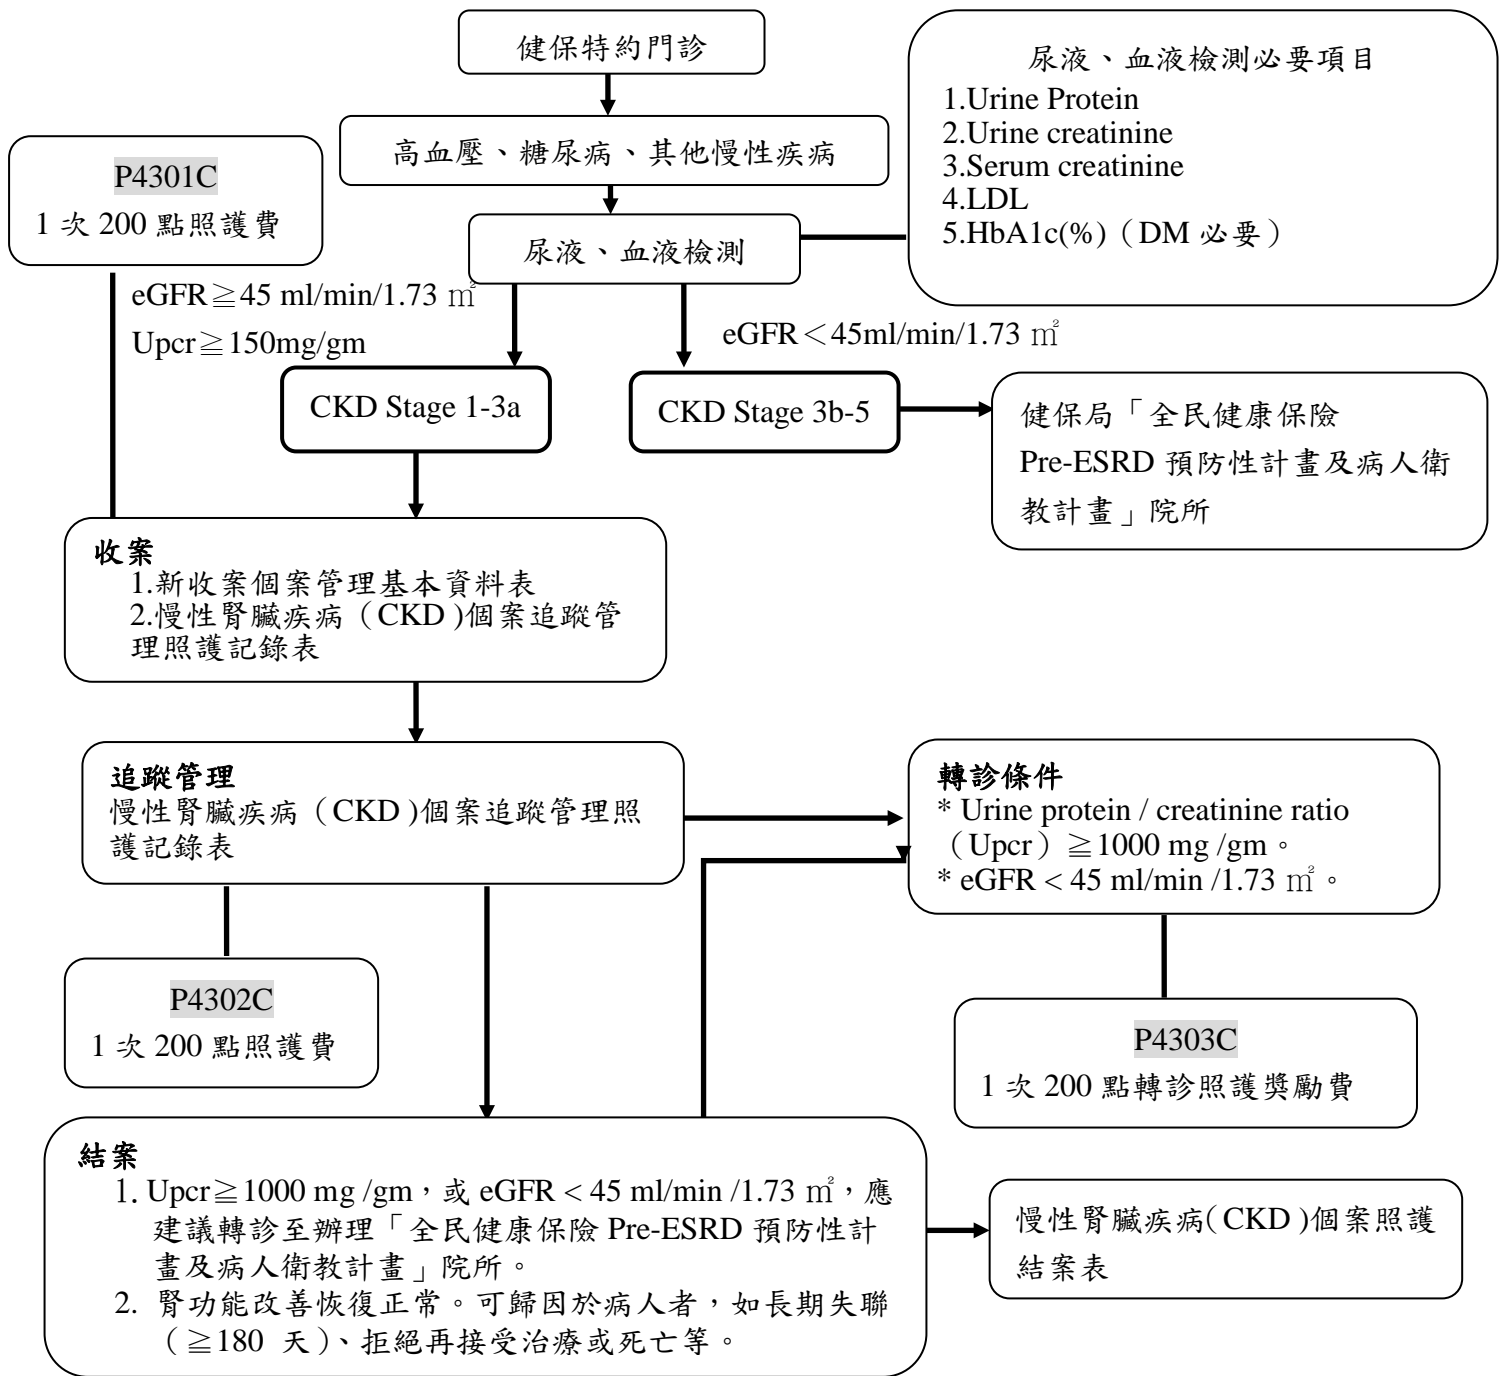 健保特約門診
高血壓、糖尿病、其他慢性疾病
尿液、血液檢測
尿液、血液檢測必要項目
1.Urine Protein
2.Urine creatinine
3.Serum creatinine
4.LDL
5.HbA1c(%)（DM 必要）
P4301C
1 次 200 點照護費
eGFR≧45 ml/min/1.73 ㎡
Upcr≧150mg/gm
eGFR＜45ml/min/1.73 ㎡
CKD Stage 1-3a
CKD Stage 3b-5
健保局「全民健康保險
Pre-ESRD 預防性計畫及病人衛
教計畫」院所
收案
1.新收案個案管理基本資料表
2.慢性腎臟疾病（CKD )個案追蹤管
理照護記錄表
追蹤管理
慢性腎臟疾病（CKD )個案追蹤管理照
護記錄表
轉診條件
* Urine protein / creatinine ratio
（Upcr）≧1000 mg /gm。
* eGFR < 45 ml/min /1.73 ㎡。
P4302C
1 次 200 點照護費
P4303C
1 次 200 點轉診照護獎勵費
結案
1. Upcr≧1000 mg /gm，或 eGFR < 45 ml/min /1.73 ㎡，應
建議轉診至辦理「全民健康保險 Pre-ESRD 預防性計
畫及病人衛教計畫」院所。
2. 腎功能改善恢復正常。可歸因於病人者，如長期失聯
（≧180 天）、拒絕再接受治療或死亡等。
慢性腎臟疾病(CKD )個案照護
結案表